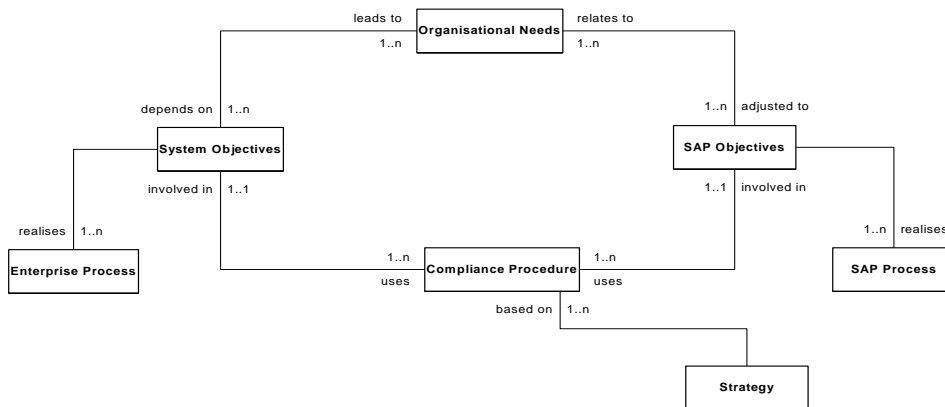 leads to
Organisational Needs
relates to
1..n
1..n
depends on
1..n
1..n
adjusted to
System Objectives
SAP Objectives
involved in
1..1
1..1
involved in
realises
1..n
1..n
realises
Enterprise Process
1..n
Compliance Procedure
1..n
SAP Process
uses
uses
based on
1..n
Strategy